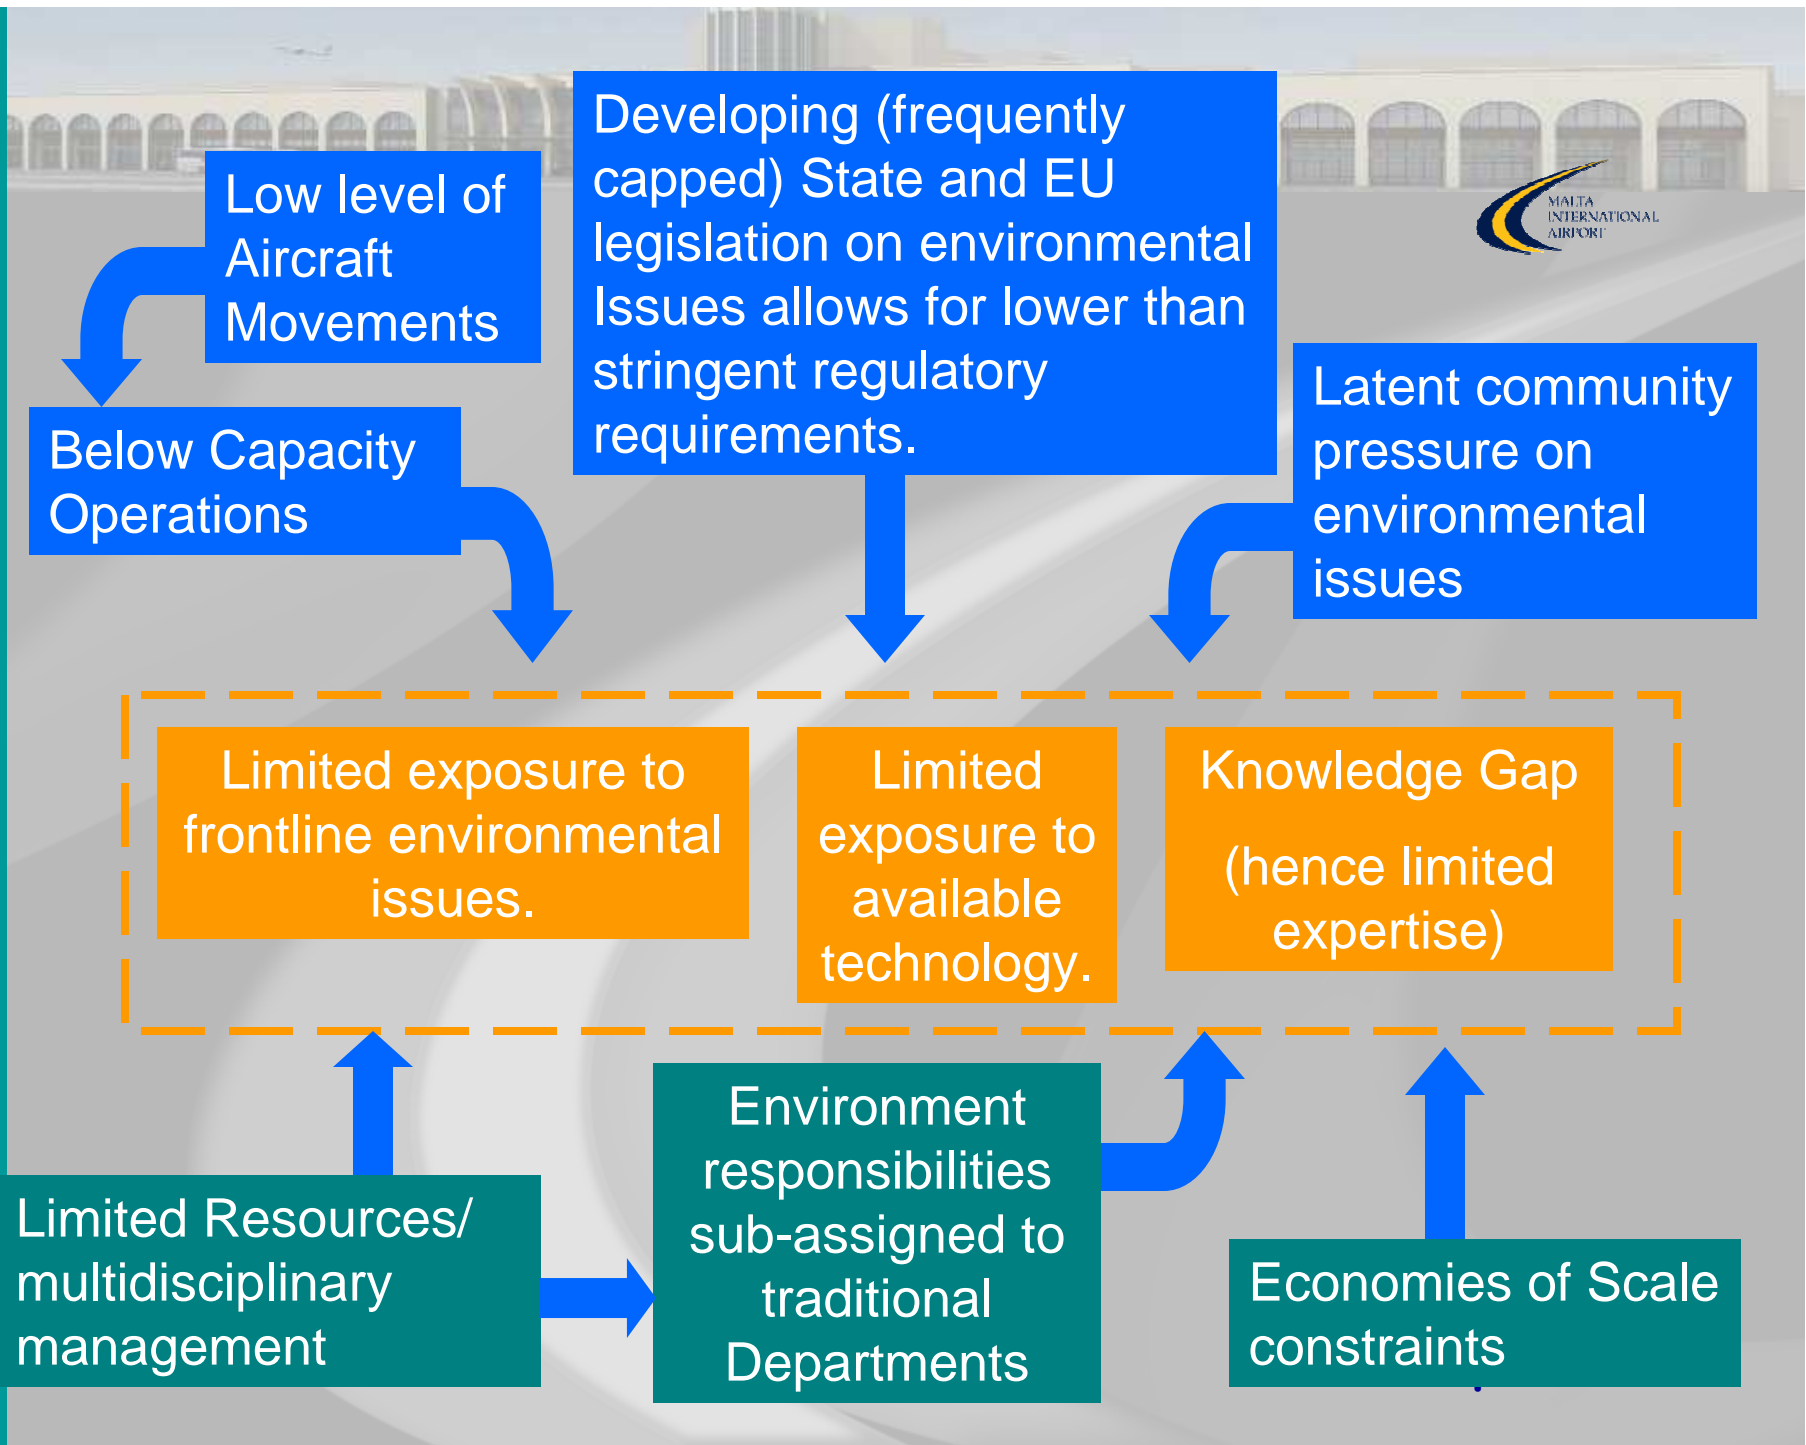 Low level of
Aircraft
Movements
Developing (frequently
capped) State and EU
legislation on environmental
Issues allows for lower than
stringent regulatory
requirements.
MALTA
INTERNATIONAL
AIRPORT
Below Capacity
Operations
Latent community
pressure on
environmental
issues
Limited exposure to
frontline environmental
issues.
Limited
exposure to
available
technology.
Knowledge Gap
(hence limited
expertise)
Limited Resources/
multidisciplinary
management
Environment
responsibilities
sub-assigned to
traditional
Departments
Economies of Scale
constraints